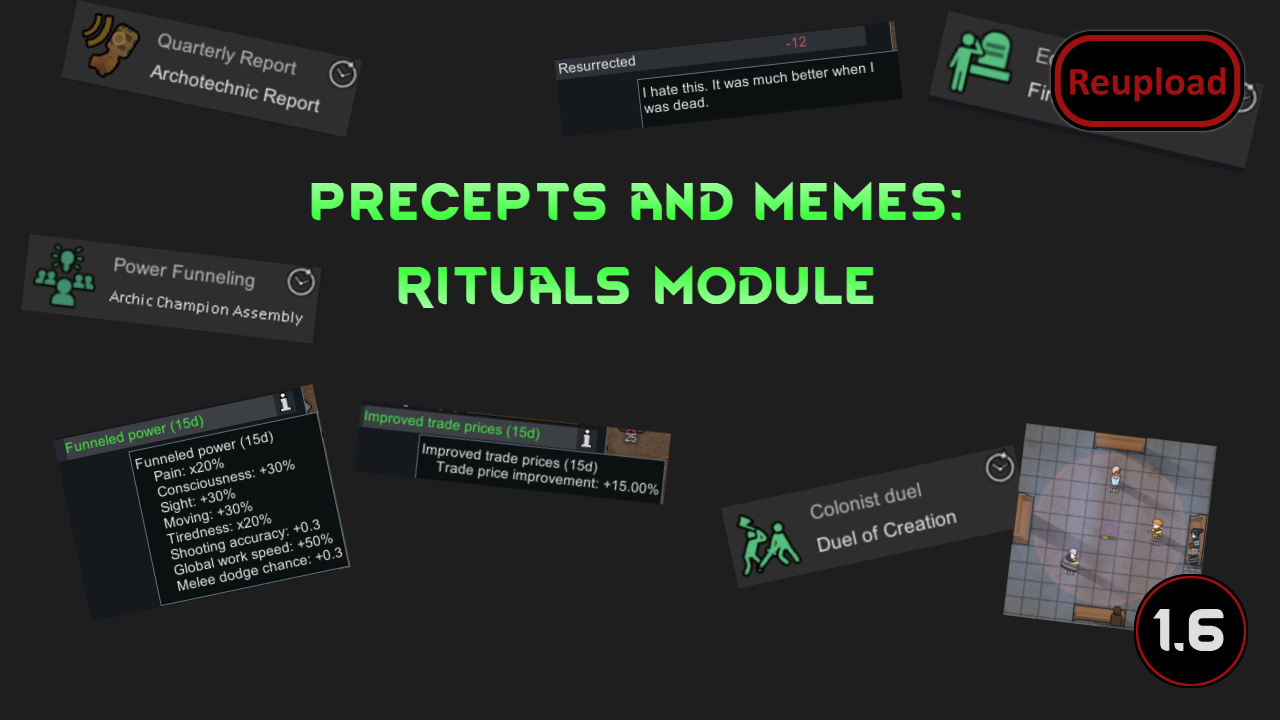 Quarterly Report
Archotechnic Report
Resurrected -12
I hate this. It was much better when I
was dead.
Reupload
PRECEPTS AND MEMES:
RITUALS MODULE
Power Funneling
Archic Champion Assembly
Funneled power (15d)
Funneled power (15d)
Pain: x20%
Consciousness: +30%
Sight: +30%
Moving: +30%
Tiredness: x20%
Shooting accuracy: +0.3
Global work speed: +50%
Melee dodge chance: +0.3
Improved trade prices (15d)
25
Improved trade prices (15d)
Trade price improvement: +15.00%
Colonist duel
Duel of Creation
1.6